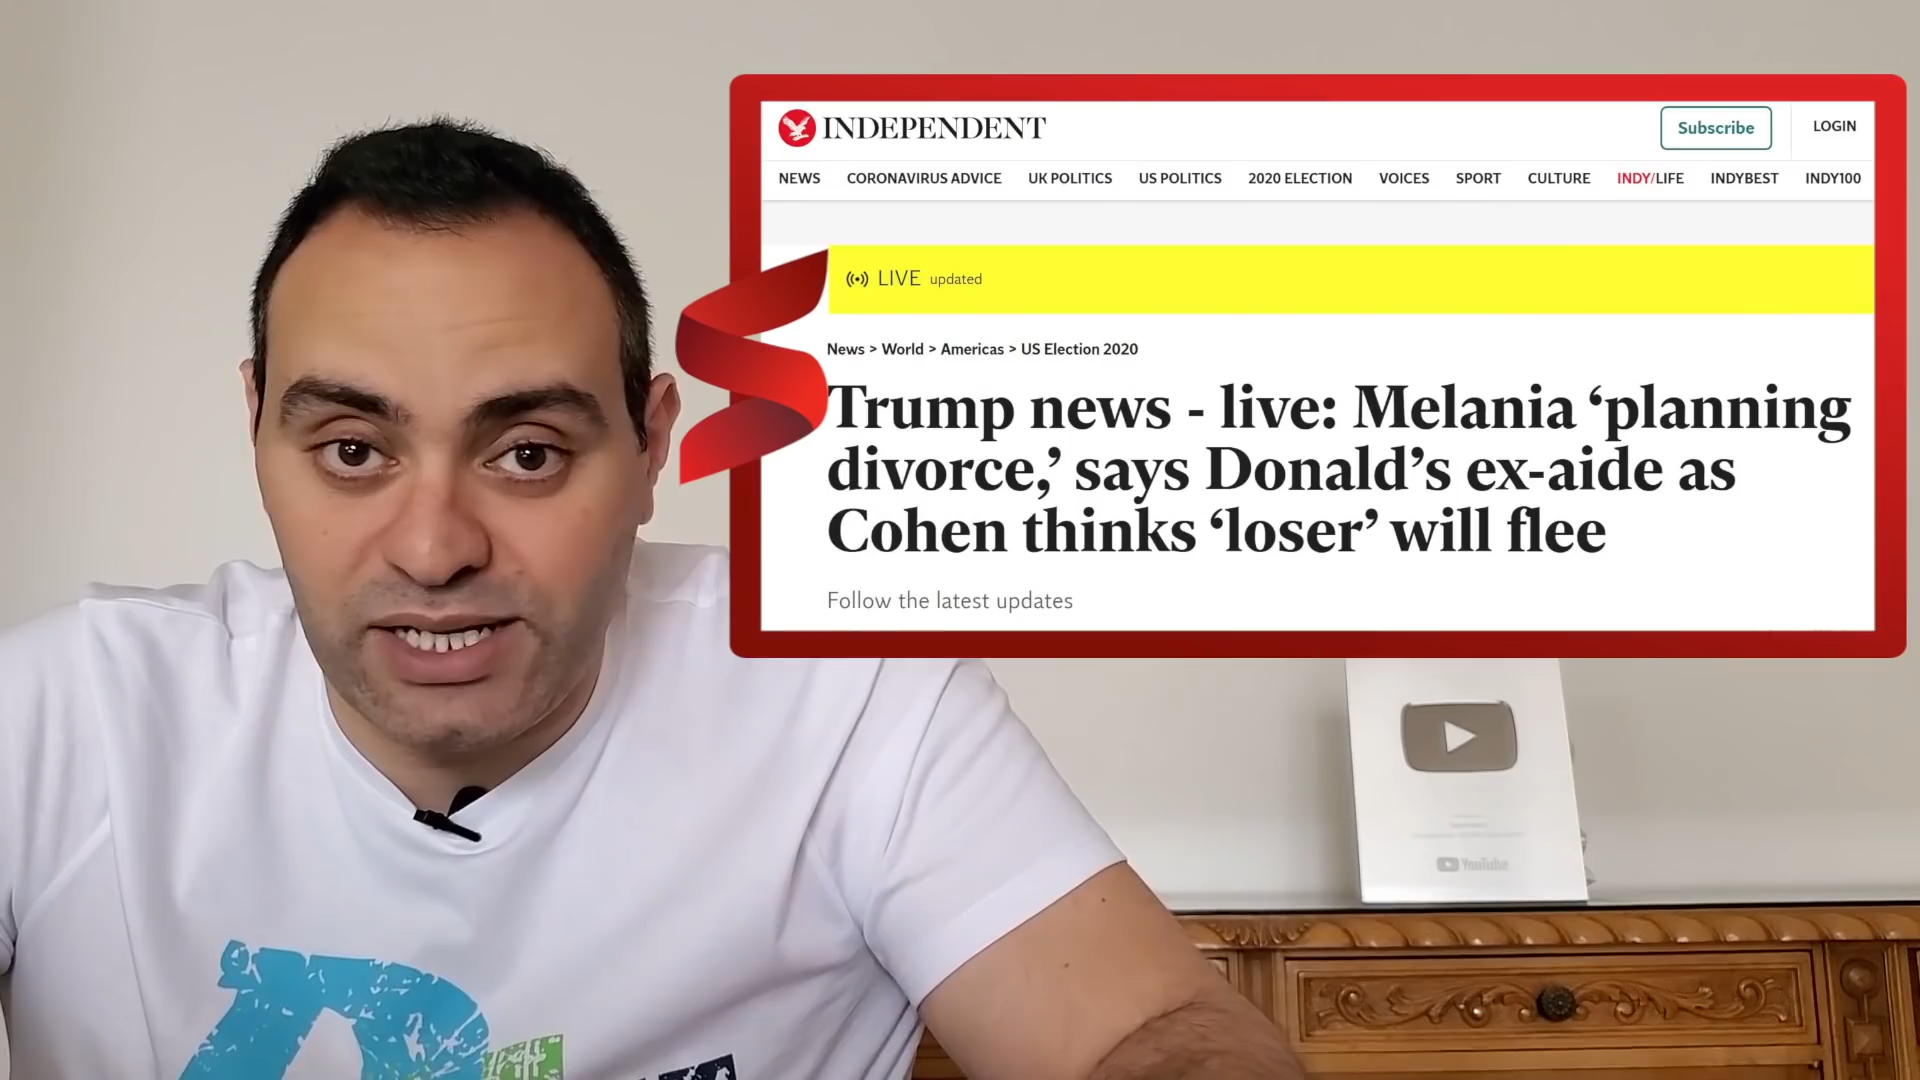 INDEPENDENT
Subscribe
LOGIN
NEWS CORONAVIRUS ADVICE UK POLITICS US POLITICS 2020 ELECTION VOICES SPORT CULTURE INDY/LIFE INDYBEST INDY100
LIVE updated
News > World > Americas > US Election 2020
Trump news - live: Melania ‘planning
divorce,’ says Donald’s ex-aide as
Cohen thinks ‘loser’ will flee
Follow the latest updates
YouTube